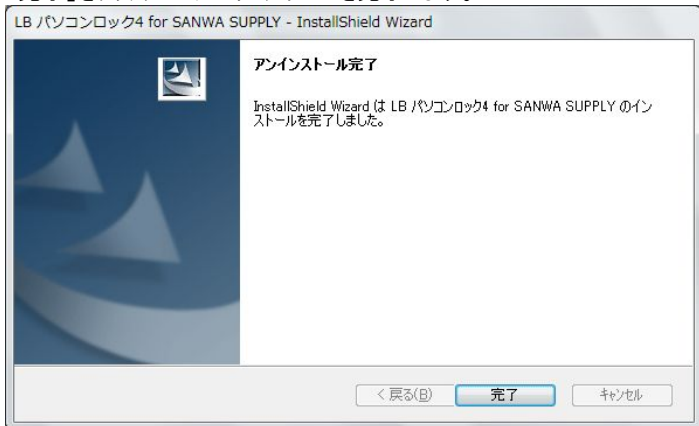 LB パソコンロック4 for SANWA SUPPLY - InstallShield Wizard
アンインストール完了
InstallShield Wizard は LB パソコンロック4 for SANWA SUPPLY のイン
ストールを完了しました。
< 戻る(B)
完了
キャンセル